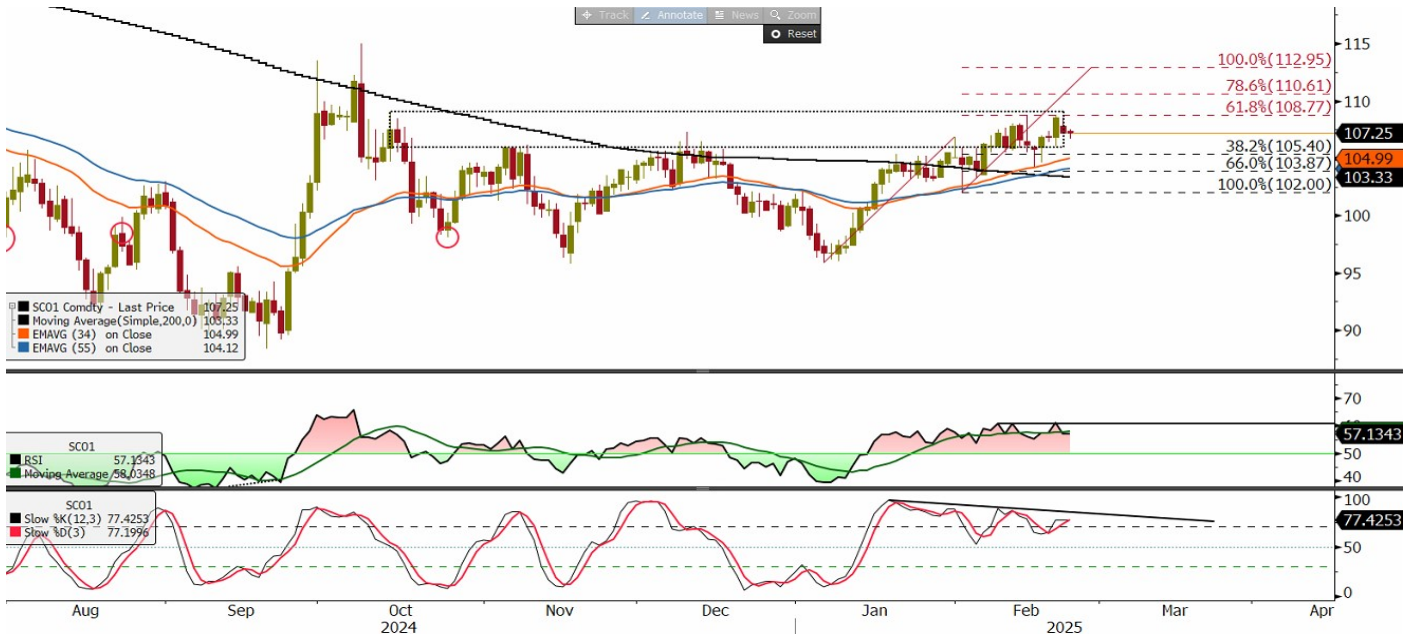 Track Annotate News Zoom
Reset
115
110
105
100
95
90
100.0%(112.95)
78.6%(110.61)
61.8%(108.77)
38.2%(105.40)
66.0%(103.87)
100.0%(102.00)
107.25
104.99
103.33
SC01 Comdty - Last Price 107.25
Moving Average(Simple,200,0) 103.33
EMAVG (34) on Close 104.99
EMAVG (55) on Close 104.12
70
57.1343
50
40
SC01
RSI 57.1343
Moving Average 58.0348
100
77.4253
50
0
SC01
Slow %K(12,3) 77.4253
Slow %D(3) 77.1996
Aug Sep Oct Nov Dec Jan Feb Mar Apr
2024 2025